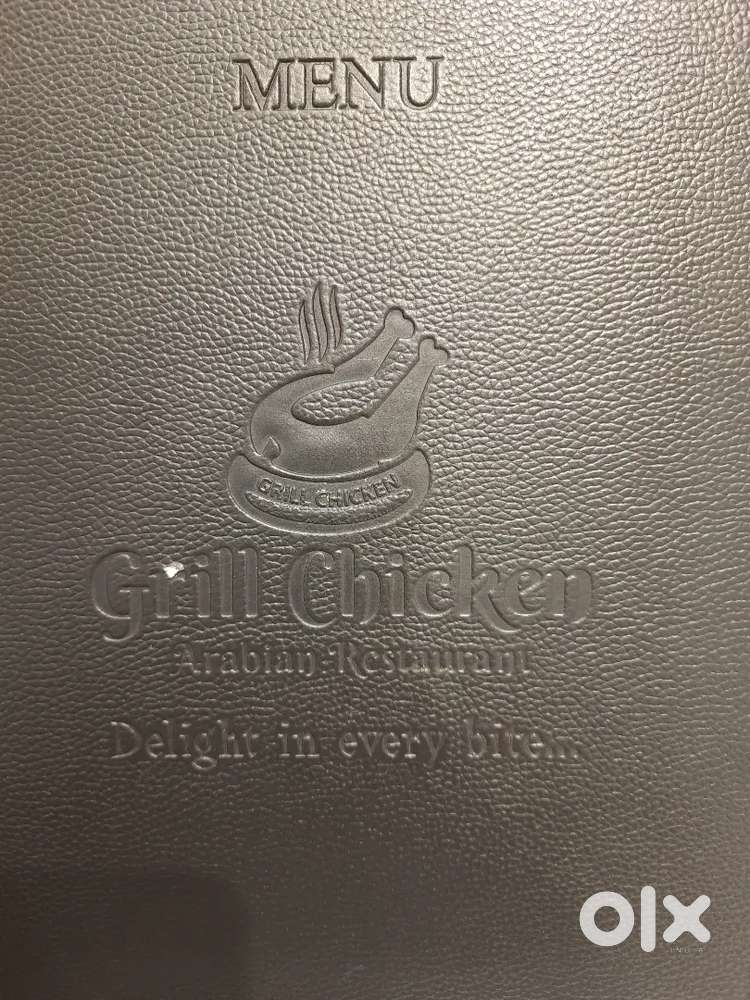 MENU
GRILL CHICKEN
Grill Chicken
Arabian Restaurant
Delight in every bite...
olx